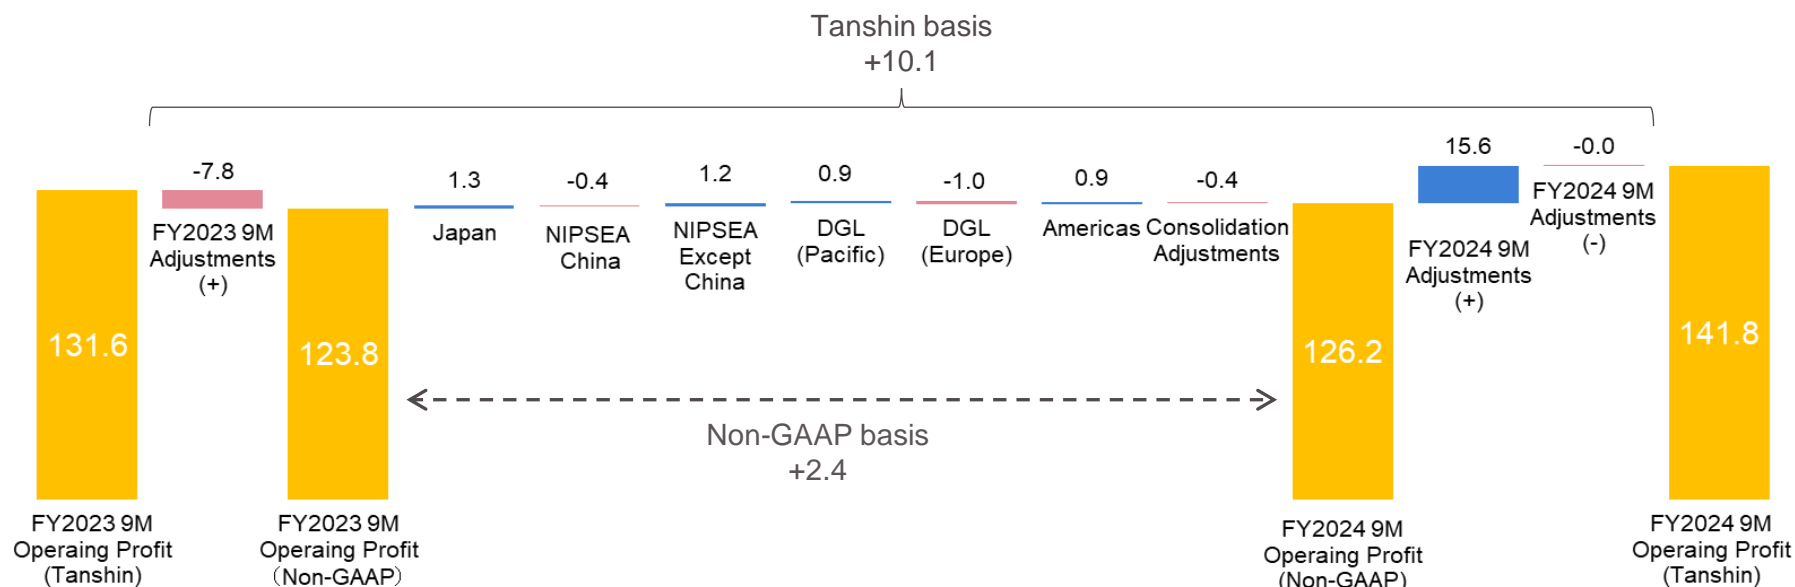 Tanshin basis
+10.1
131.6
FY2023 9M
Operaing Profit
(Tanshin)
-7.8
FY2023 9M
Adjustments
(+)
123.8
FY2023 9M
Operaing Profit
（Non-GAAP）
1.3
Japan
-0.4
NIPSEA
China
1.2
NIPSEA
Except
China
0.9
DGL
(Pacific)
-1.0
DGL
(Europe)
0.9
Americas
-0.4
Consolidation
Adjustments
Non-GAAP basis
+2.4
126.2
FY2024 9M
Operaing Profit
(Non-GAAP)
15.6
FY2024 9M
Adjustments
(+)
-0.0
FY2024 9M
Adjustments
(-)
141.8
FY2024 9M
Operaing Profit
(Tanshin)